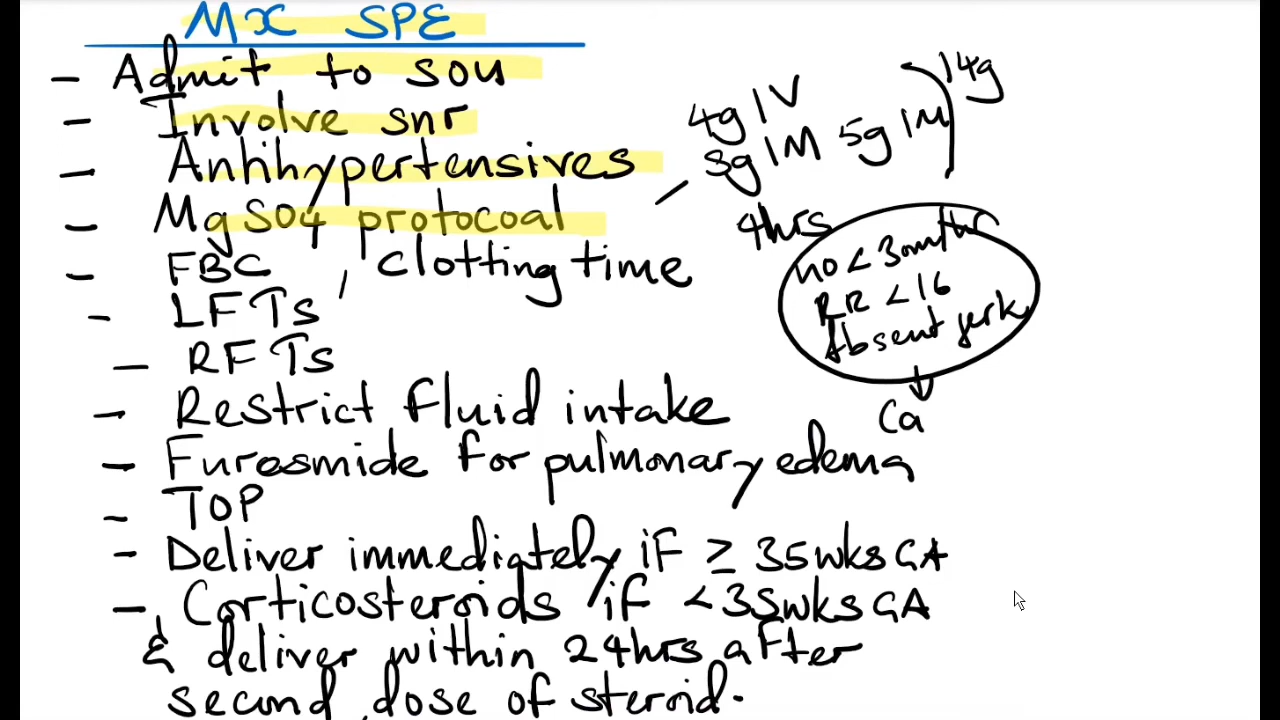 Mx SPE
- Admit to SOU
- Involve snr
- Antihypertensives
- MgSO4 protocoal
- FBC, clotting time
- LFTs
- RFTs
- Restrict fluid intake
- Furosmide for pulmonary edema
- TOP
- Deliver immediately if ≥ 35wks GA
- Corticosteroids if < 35wks GA
& deliver within 24hrs after
second dose of steroid.
4g IV
5g IM 5g IM
14g
4hrs
no < 30ml/hr
RR < 16
Absent jerk
Ca